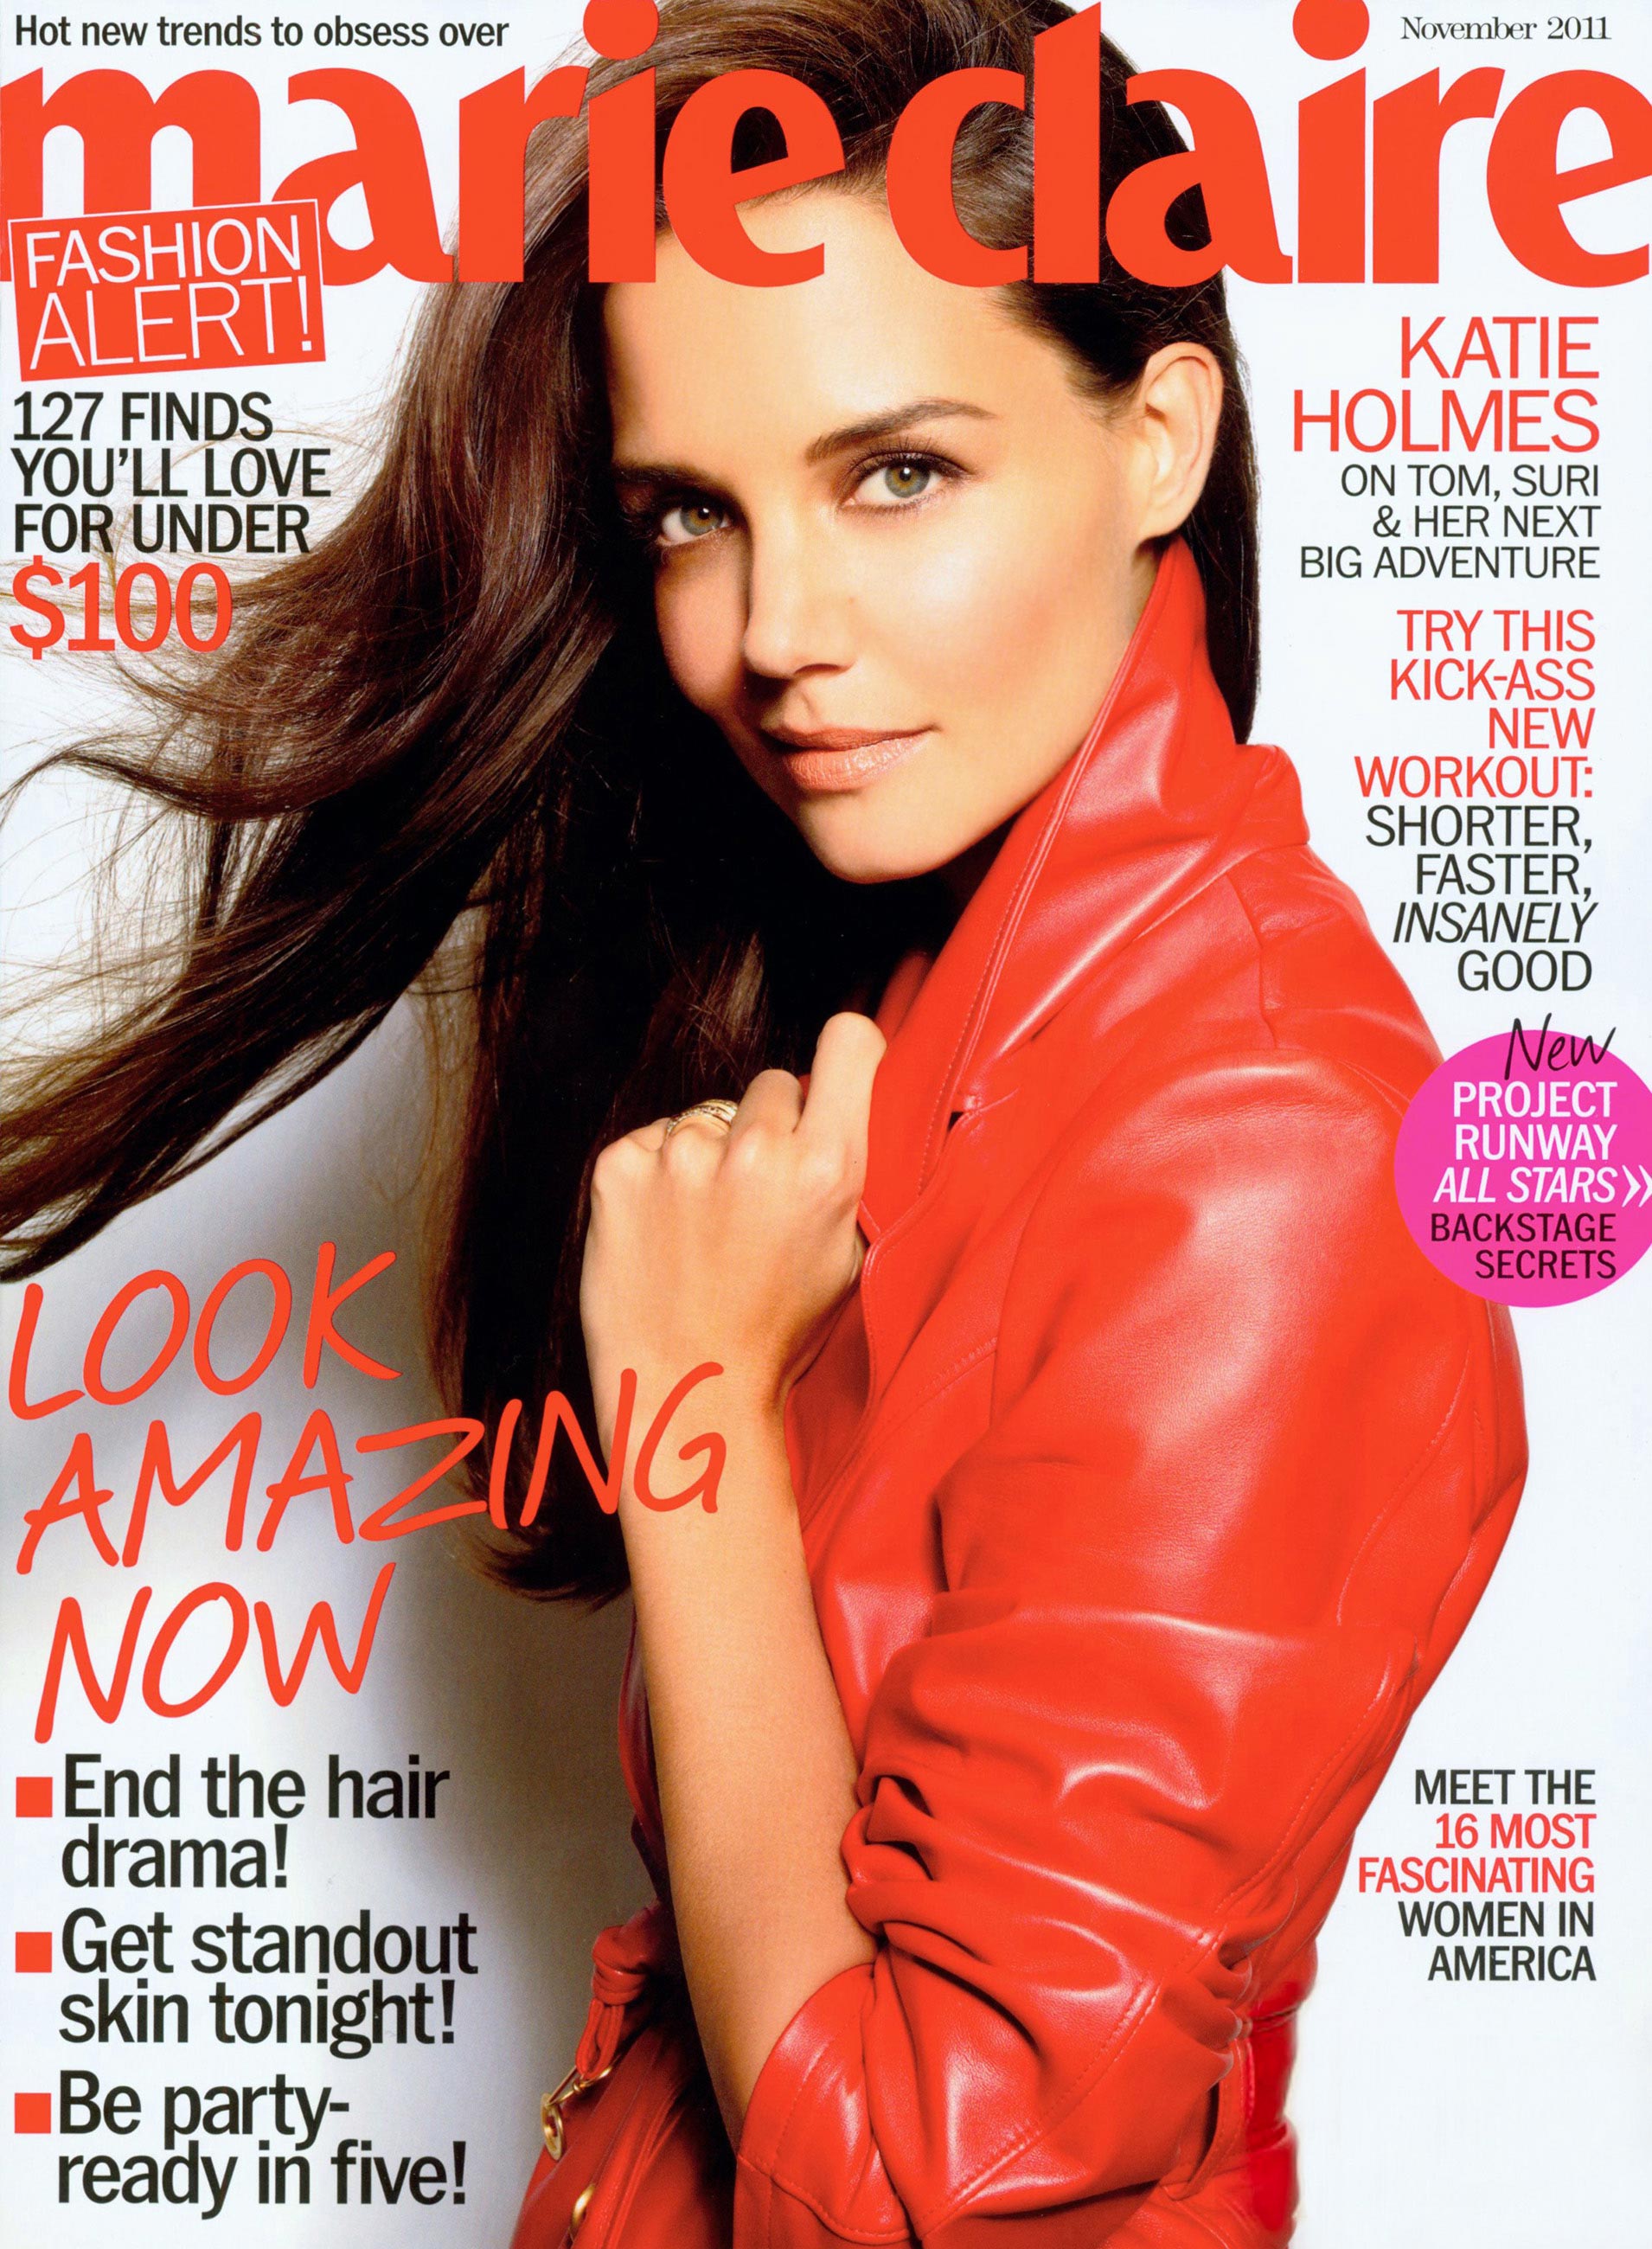 Hot new trends to obsess over
November 2011
marie claire
FASHION
ALERT!
127 FINDS
YOU'LL LOVE
FOR UNDER
$100
KATIE
HOLMES
ON TOM, SURI
& HER NEXT
BIG ADVENTURE
TRY THIS
KICK-ASS
NEW
WORKOUT:
SHORTER,
FASTER,
INSANELY
GOOD
New
PROJECT
RUNWAY
ALL STARS>>
BACKSTAGE
SECRETS
LOOK
AMAZING
NOW
■ End the hair
drama!
■ Get standout
skin tonight!
■ Be party-
ready in five!
MEET THE
16 MOST
FASCINATING
WOMEN IN
AMERICA